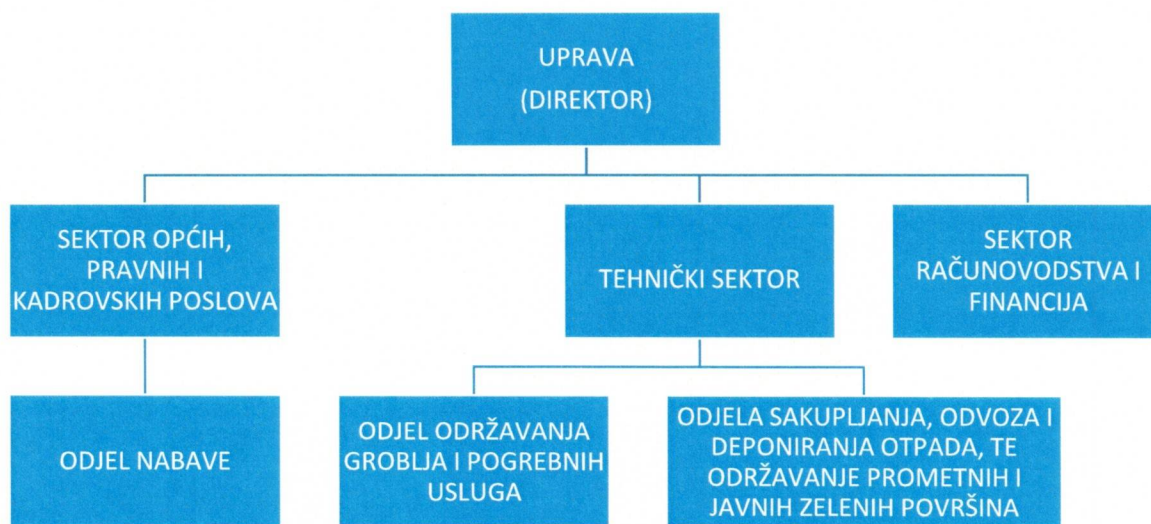 UPRAVA
(DIREKTOR)
SEKTOR OPĆIH,
PRAVNIH I
KADROVSKIH POSLOVA
TEHNIČKI SEKTOR
SEKTOR
RAČUNOVODSTVA I
FINANCIJA
ODJEL NABAVE
ODJEL ODRŽAVANJA
GROBLJA I POGREBNIH
USLUGA
ODJELA SAKUPLJANJA, ODVOZA I
DEPONIRANJA OTPADA, TE
ODRŽAVANJE PROMETNIH I
JAVNIH ZELENIH POVRŠINA